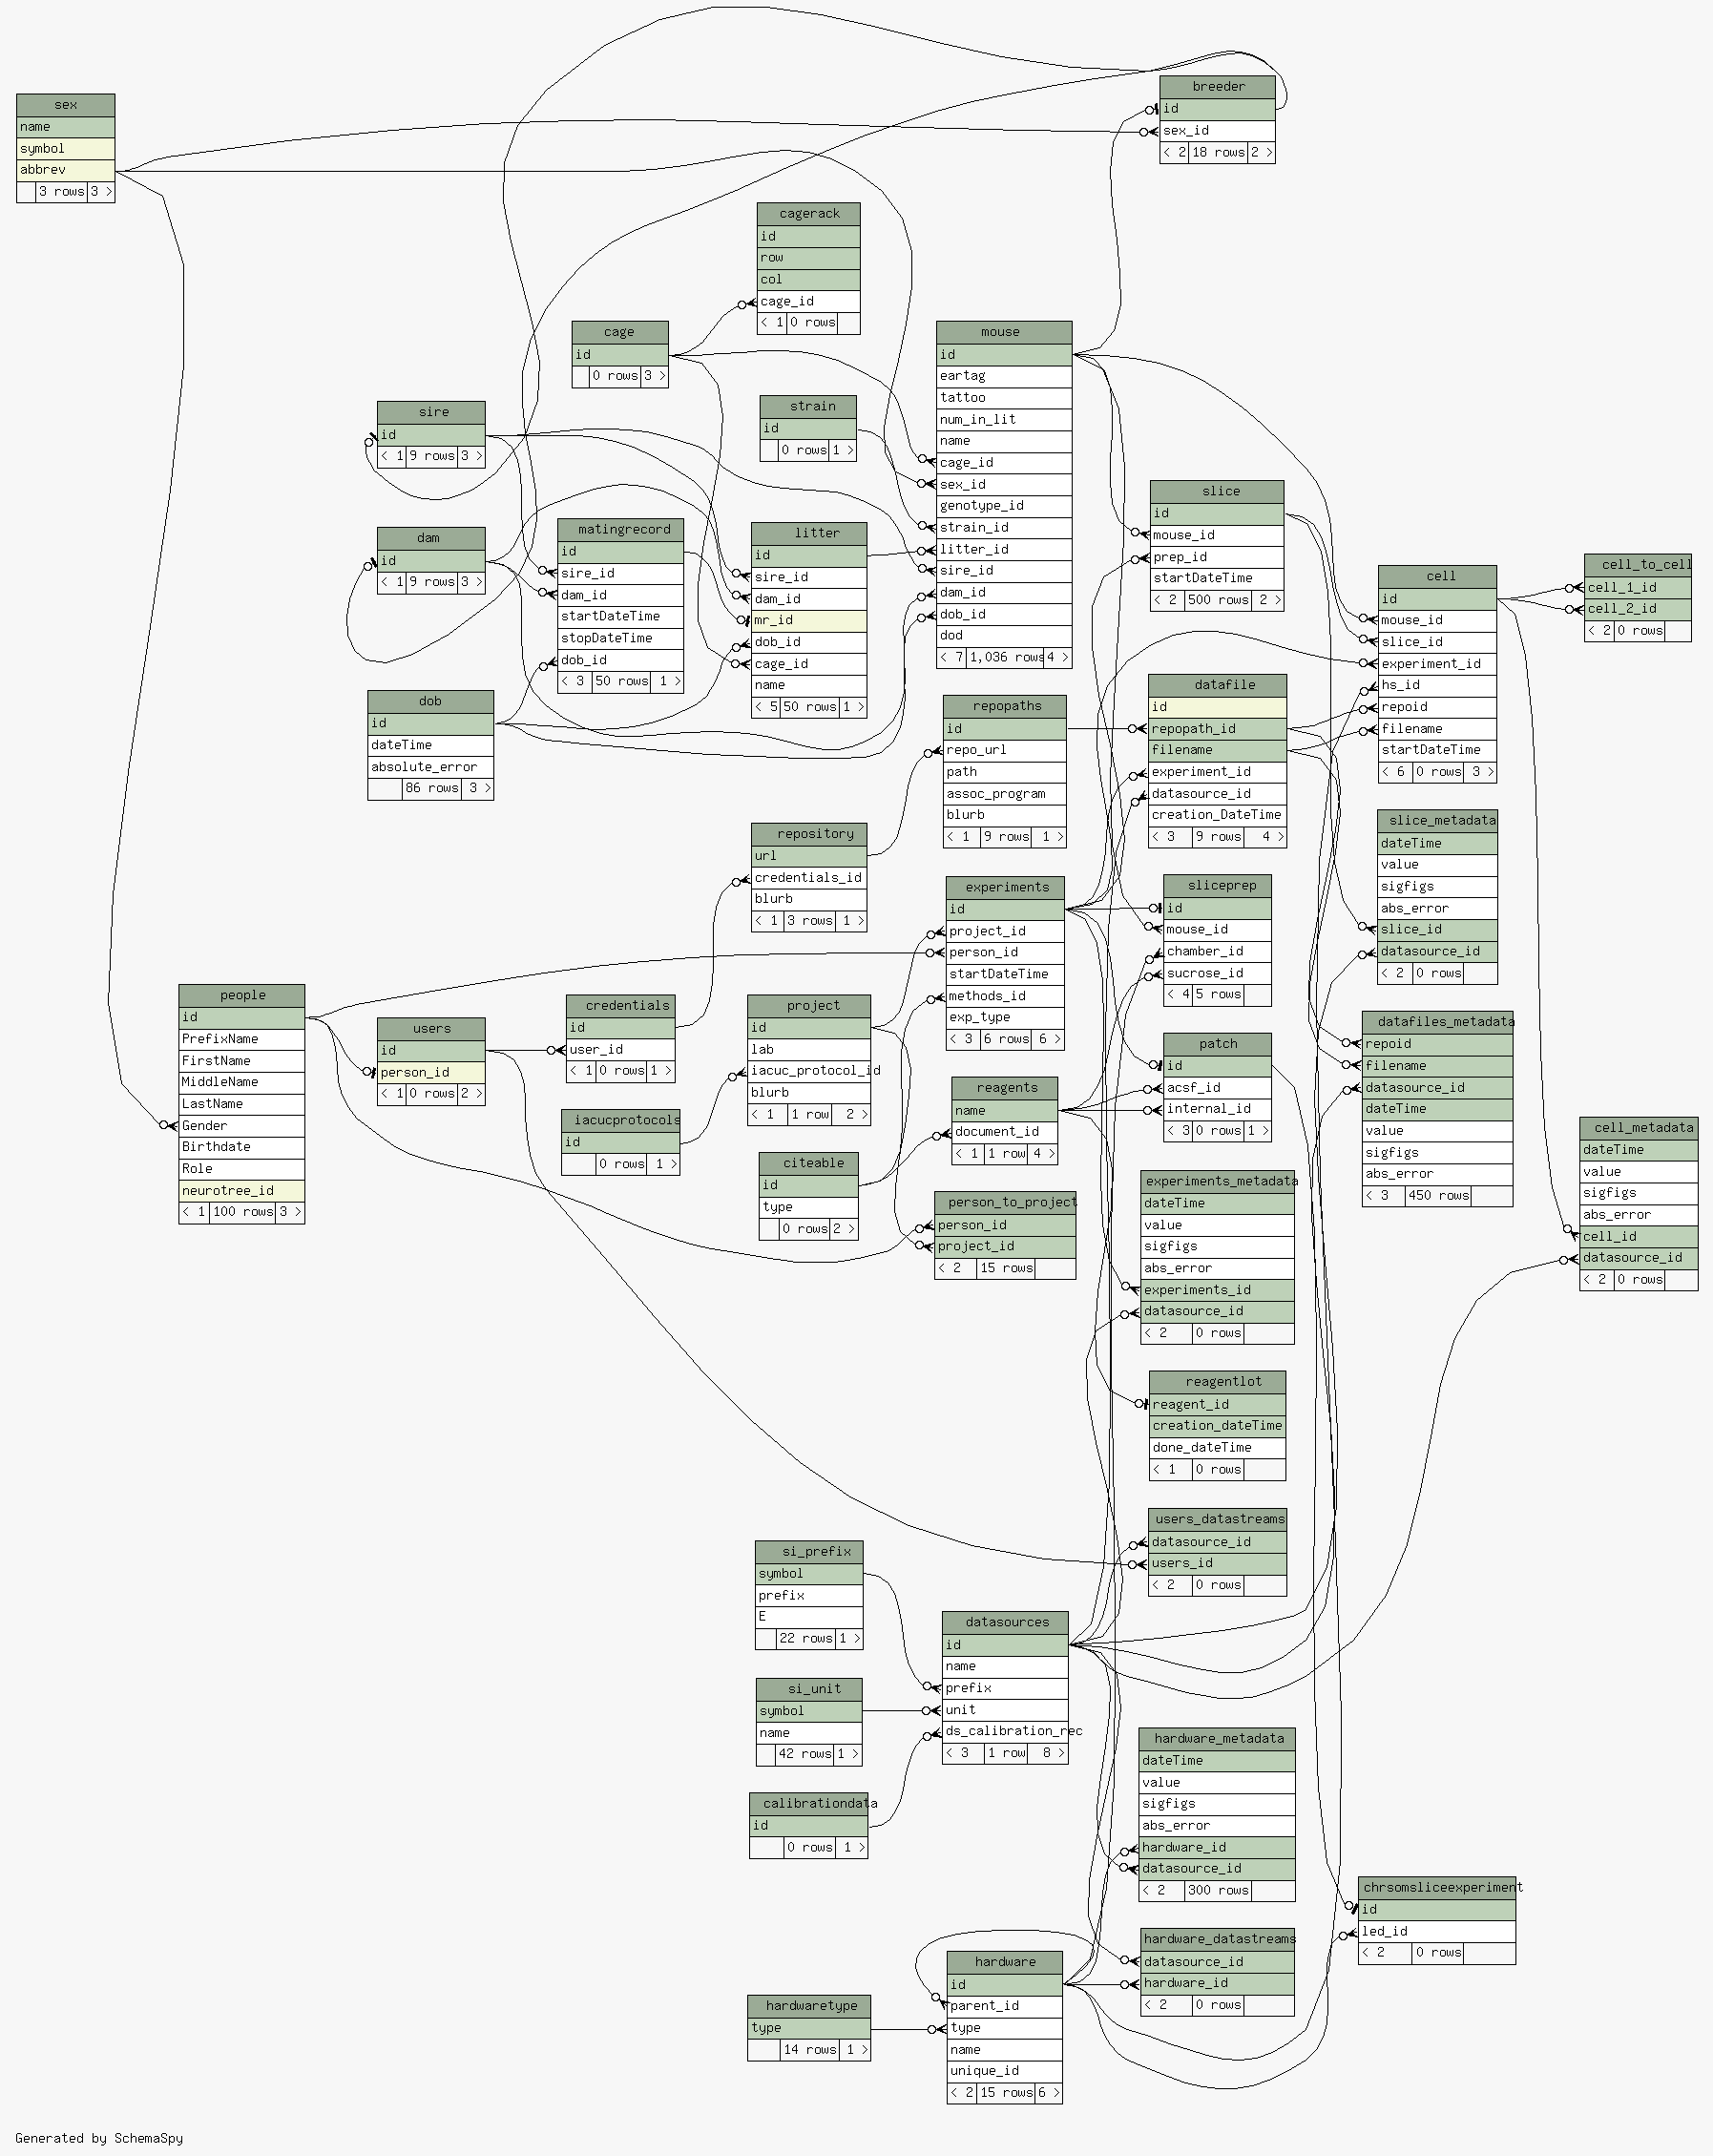 breeder
id
sex_id
< 2 18 rows 2 >
sex
name
symbol
abbrev
3 rows 3 >
cagerack
id
row
col
cage_id
< 1 0 rows
cage
id
0 rows 3 >
mouse
id
eartag
tattoo
num_in_lit
name
cage_id
sex_id
genotype_id
strain_id
litter_id
sire_id
dam_id
dob_id
dod
< 7 1,036 rows 4 >
strain
id
0 rows 1 >
sire
id
< 1 9 rows 3 >
slice
id
mouse_id
prep_id
startDateTime
< 2 500 rows 2 >
matingrecord
id
sire_id
dam_id
startDateTime
stopDateTime
dob_id
< 3 50 rows 1 >
litter
id
sire_id
dam_id
mr_id
dob_id
cage_id
name
< 5 50 rows 1 >
dam
id
< 1 9 rows 3 >
cell_to_cell
cell_1_id
cell_2_id
< 2 0 rows
cell
id
mouse_id
slice_id
experiment_id
hs_id
repoid
filename
startDateTime
< 6 0 rows 3 >
datafile
id
repopath_id
filename
experiment_id
datasource_id
creation_DateTime
< 3 9 rows 4 >
dob
id
dateTime
absolute_error
86 rows 3 >
repopaths
id
repo_url
path
assoc_program
blurb
< 1 9 rows 1 >
slice_metadata
dateTime
value
sigfigs
abs_error
slice_id
datasource_id
< 2 0 rows
repository
url
credentials_id
blurb
< 1 3 rows 1 >
experiments
id
project_id
person_id
startDateTime
methods_id
exp_type
< 3 6 rows 6 >
sliceprep
id
mouse_id
chamber_id
sucrose_id
< 4 5 rows
people
id
PrefixName
FirstName
MiddleName
LastName
Gender
Birthdate
Role
neurotree_id
< 1 100 rows 3 >
credentials
id
user_id
< 1 0 rows 1 >
project
id
lab
iacuc_protocol_id
blurb
< 1 1 row 2 >
datafiles_metadata
repoid
filename
datasource_id
dateTime
value
sigfigs
abs_error
< 3 450 rows
users
id
person_id
< 1 0 rows 2 >
patch
id
acsf_id
internal_id
< 3 0 rows 1 >
reagents
name
document_id
< 1 1 row 4 >
iacucprotocols
id
0 rows 1 >
cell_metadata
dateTime
value
sigfigs
abs_error
cell_id
datasource_id
< 2 0 rows
citeable
id
type
0 rows 2 >
experiments_metadata
dateTime
value
sigfigs
abs_error
experiments_id
datasource_id
< 2 0 rows
person_to_project
person_id
project_id
< 2 15 rows
reagentlot
reagent_id
creation_dateTime
done_dateTime
< 1 0 rows
users_datastreams
datasource_id
users_id
< 2 0 rows
si_prefix
symbol
prefix
E
22 rows 1 >
datasources
id
name
prefix
unit
ds_calibration_rec
< 3 1 row 8 >
si_unit
symbol
name
42 rows 1 >
hardware_metadata
dateTime
value
sigfigs
abs_error
hardware_id
datasource_id
< 2 300 rows
calibrationdata
id
0 rows 1 >
chrsomsliceexperiment
id
led_id
< 2 0 rows
hardware_datastreams
datasource_id
hardware_id
< 2 0 rows
hardware
id
parent_id
type
name
unique_id
< 2 15 rows 6 >
hardwaretype
type
14 rows 1 >
Generated by SchemaSpy